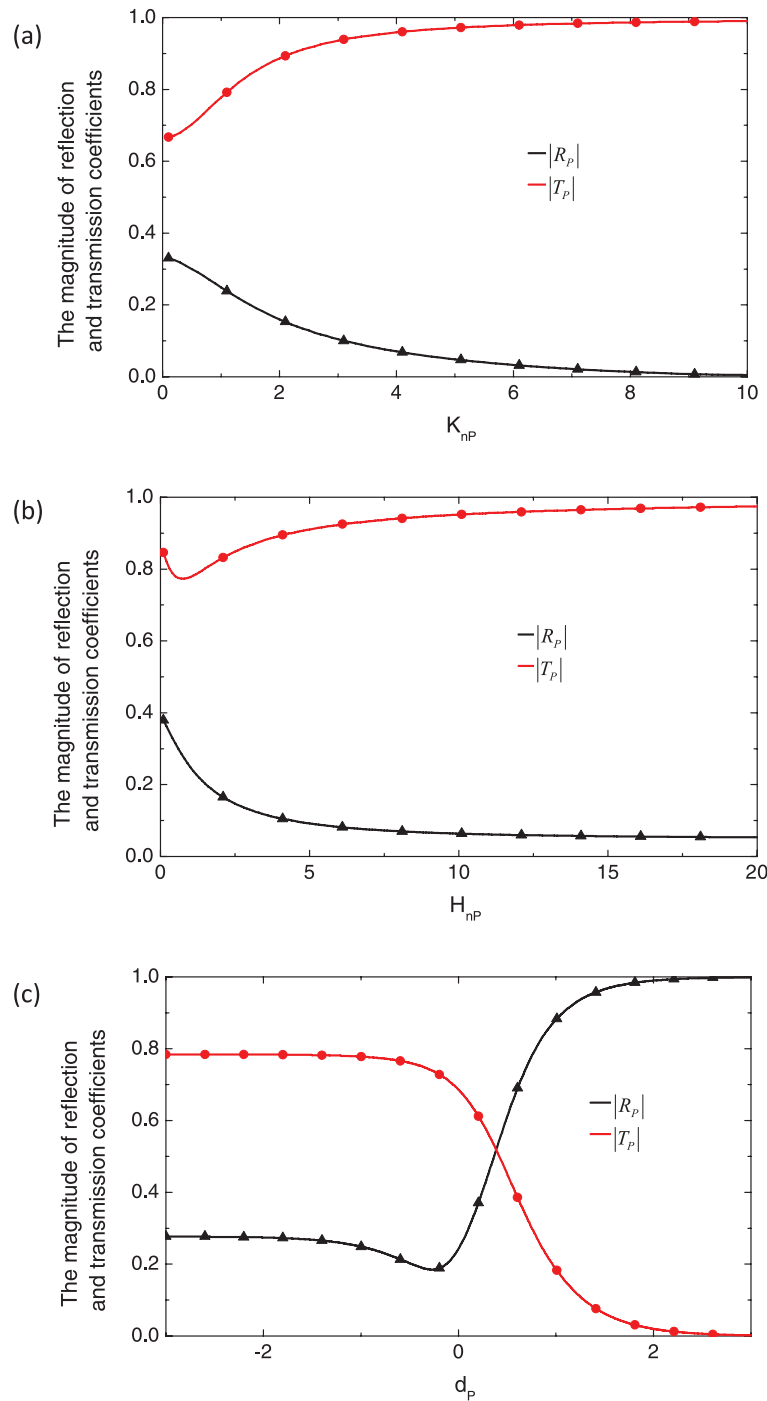 (a)
The magnitude of reflection
and transmission coefficients
1.0
0.8
0.6
0.4
0.2
0.0
|R_P|
|T_P|
0 2 4 6 8 10
K_nP
(b)
The magnitude of reflection
and transmission coefficients
1.0
0.8
0.6
0.4
0.2
0.0
|R_P|
|T_P|
0 5 10 15 20
H_nP
(c)
The magnitude of reflection
and transmission coefficients
1.0
0.8
0.6
0.4
0.2
0.0
|R_P|
|T_P|
-2 0 2
d_P